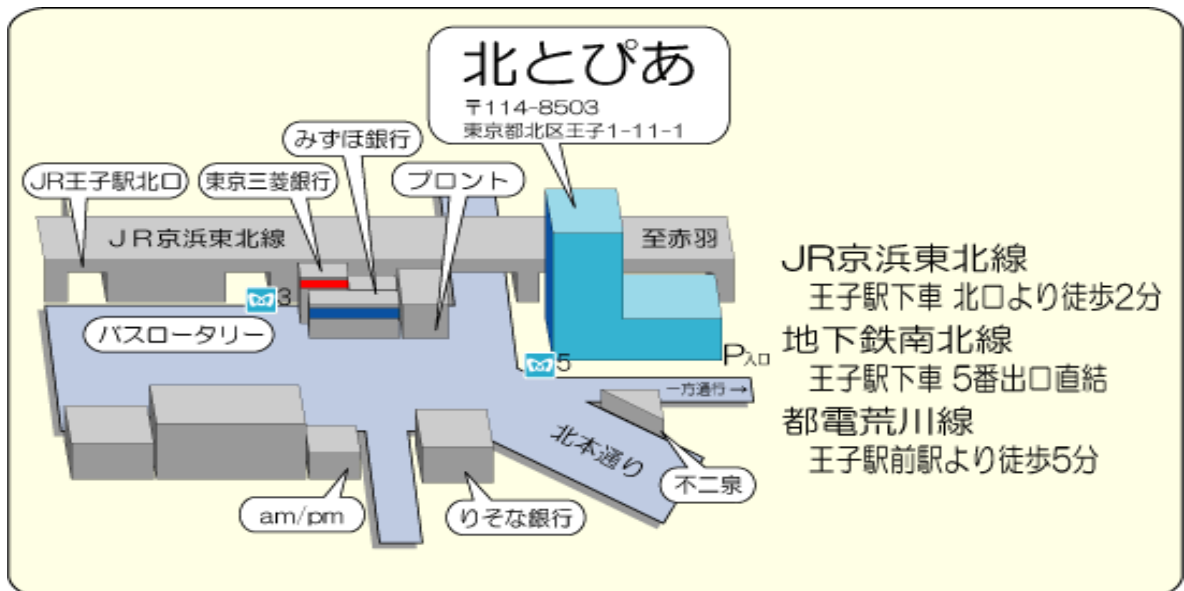 北とぴあ
〒114-8503
東京都北区王子1-11-1
みずほ銀行
JR王子駅北口
東京三菱銀行
プロント
JR京浜東北線
至赤羽
3
バスロータリー
5
P入口
一方通行→
北本通り
不二泉
am/pm
りそな銀行
JR京浜東北線
王子駅下車 北口より徒歩2分
地下鉄南北線
王子駅下車 5番出口直結
都電荒川線
王子駅前駅より徒歩5分